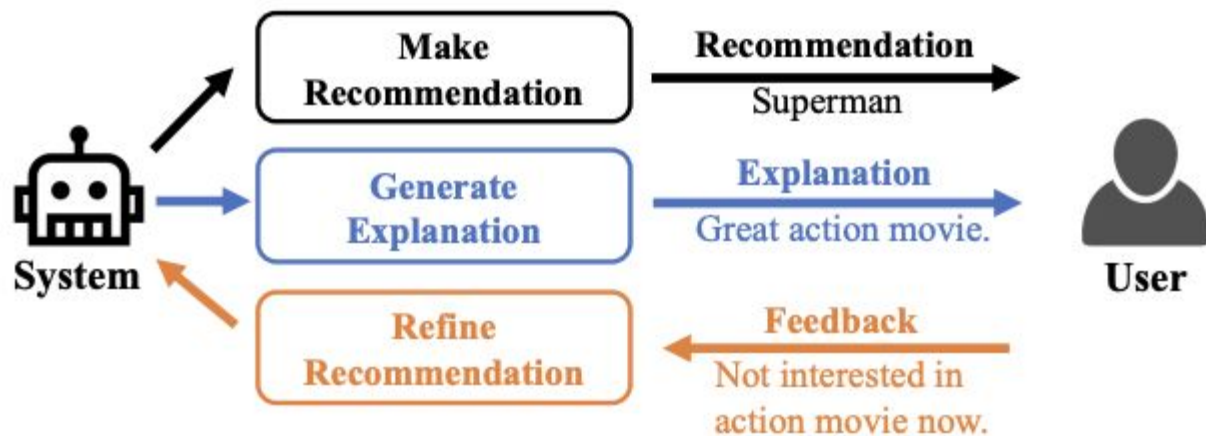 Make
Recommendation
Recommendation
Superman
Generate
Explanation
Explanation
Great action movie.
System
User
Refine
Recommendation
Feedback
Not interested in
action movie now.